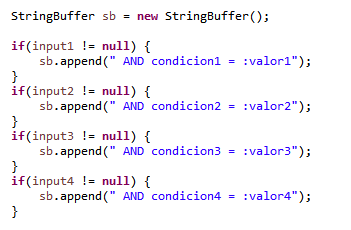 StringBuffer sb = new StringBuffer();

if(input1 != null) {
    sb.append(" AND condicion1 = :valor1");
}
if(input2 != null) {
    sb.append(" AND condicion2 = :valor2");
}
if(input3 != null) {
    sb.append(" AND condicion3 = :valor3");
}
if(input4 != null) {
    sb.append(" AND condicion4 = :valor4");
}